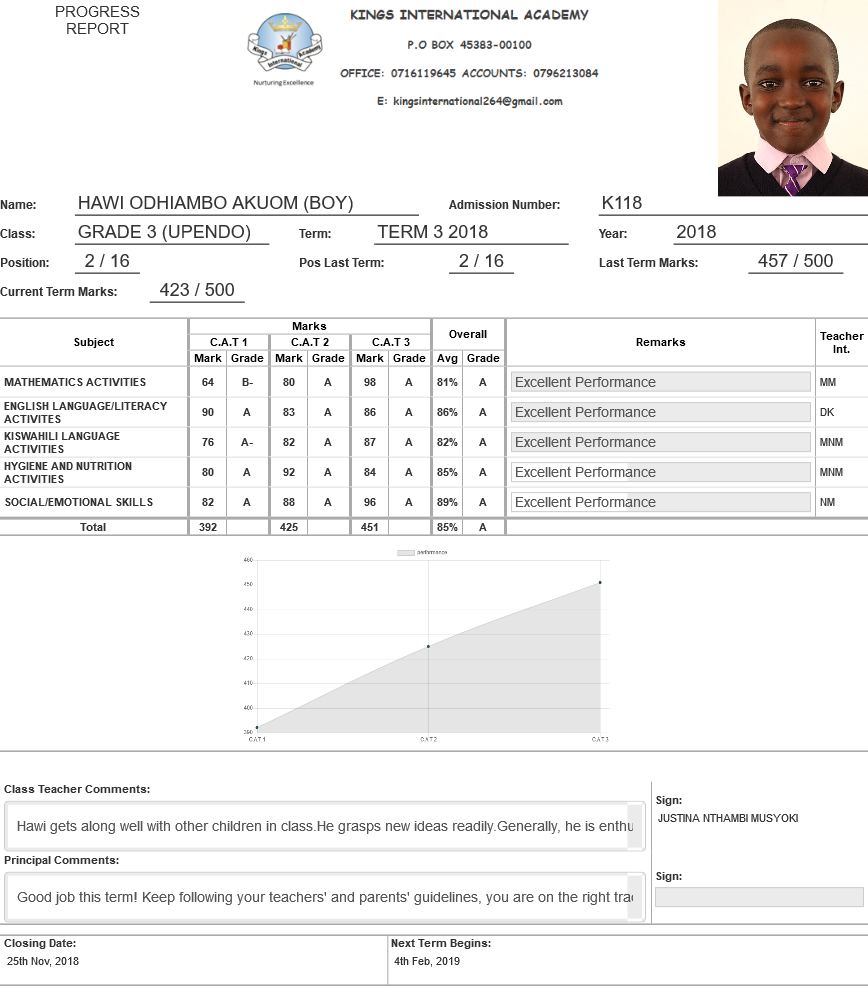 PROGRESS
REPORT
Kings International Academy
Nurturing Excellence
KINGS INTERNATIONAL ACADEMY
P.O BOX 45383-00100
OFFICE: 0716119645 ACCOUNTS: 0796213084
E: kingsinternational264@gmail.com
Name: HAWI ODHIAMBO AKUOM (BOY) Admission Number: K118
Class: GRADE 3 (UPENDO) Term: TERM 3 2018 Year: 2018
Position: 2 / 16 Pos Last Term: 2 / 16 Last Term Marks: 457 / 500
Current Term Marks: 423 / 500
Subject Marks Overall Remarks Teacher Int.
C.A.T 1 C.A.T 2 C.A.T 3
Mark Grade Mark Grade Mark Grade Avg Grade
MATHEMATICS ACTIVITIES 64 B- 80 A 98 A 81% A Excellent Performance MM
ENGLISH LANGUAGE/LITERACY ACTIVITES 90 A 83 A 86 A 86% A Excellent Performance DK
KISWAHILI LANGUAGE ACTIVITIES 76 A- 82 A 87 A 82% A Excellent Performance MNM
HYGIENE AND NUTRITION ACTIVITIES 80 A 92 A 84 A 85% A Excellent Performance MNM
SOCIAL/EMOTIONAL SKILLS 82 A 88 A 96 A 89% A Excellent Performance NM
Total 392 425 451 85% A
performance
460
450
440
430
420
410
400
390
C.A.T 1 C.A.T 2 C.A.T 3
Class Teacher Comments:
Hawi gets along well with other children in class.He grasps new ideas readily.Generally, he is enthu
Sign:
JUSTINA NTHAMBI MUSYOKI
Principal Comments:
Good job this term! Keep following your teachers' and parents' guidelines, you are on the right tra
Sign:
Closing Date:
25th Nov, 2018
Next Term Begins:
4th Feb, 2019